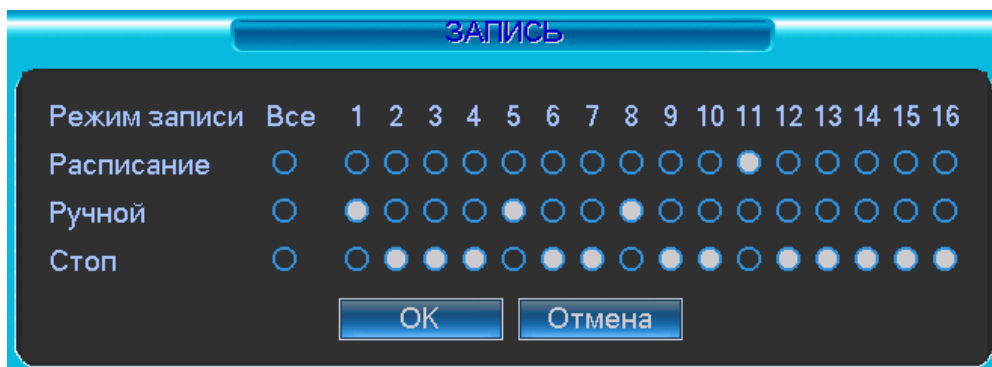 ЗАПИСЬ
Режим записи Все 1 2 3 4 5 6 7 8 9 10 11 12 13 14 15 16
Расписание
Ручной
Стоп
OK Отмена